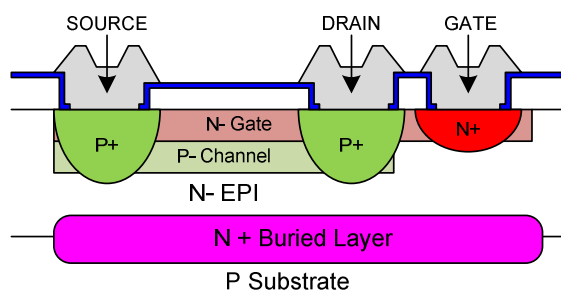 SOURCE
DRAIN
GATE
N- Gate
P+
P- Channel
P+
N+
N- EPI
N + Buried Layer
P Substrate